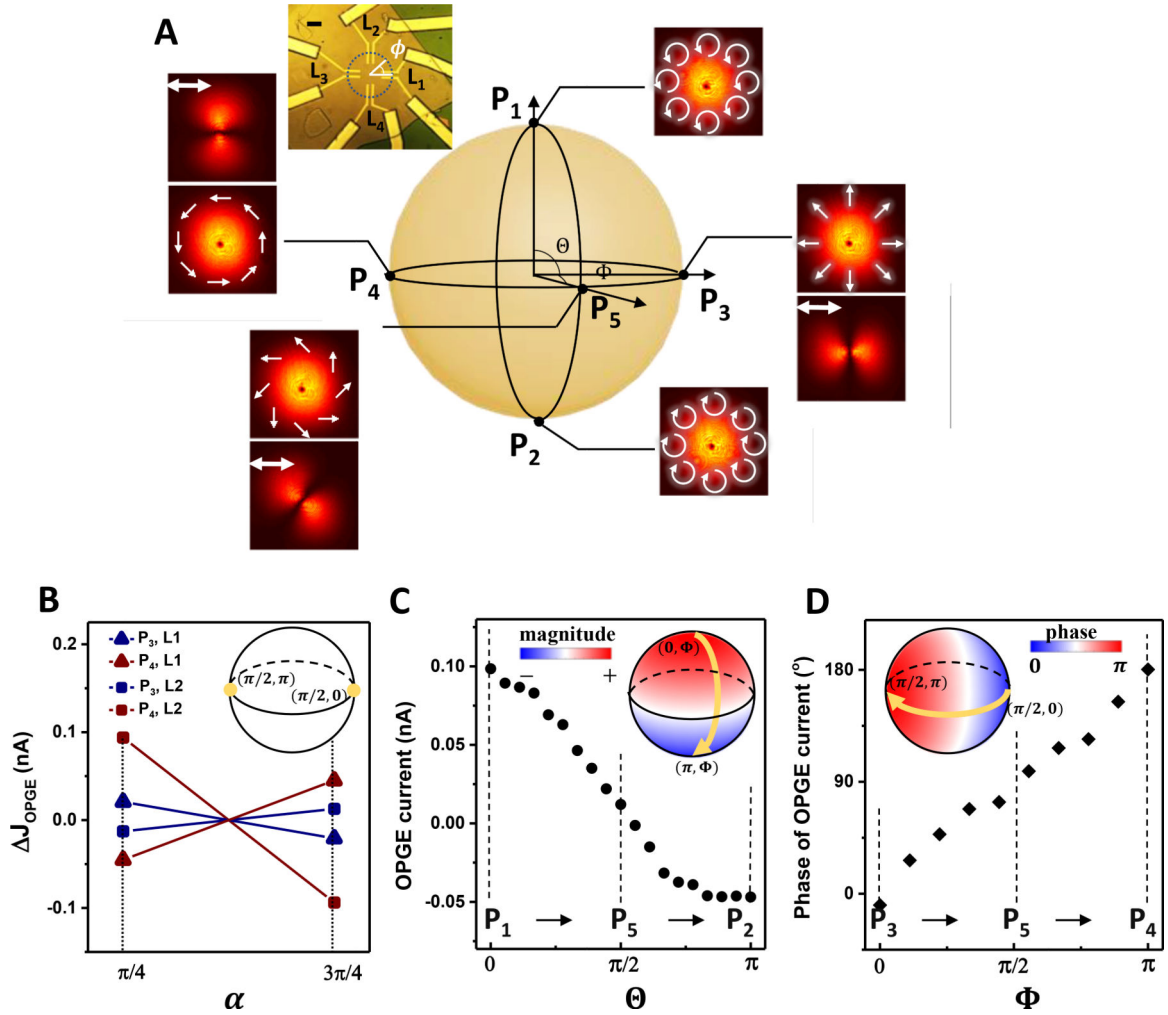 A
L₂
ϕ
L₃
L₁
L₄
P₁
Θ
Φ
P₄
P₃
P₅
P₂
B
P₃, L1
P₄, L1
P₃, L2
P₄, L2
(π/2, π)
(π/2, 0)
0.2
0.1
0.0
-0.1
ΔJ_OPGE (nA)
π/4
3π/4
α
C
magnitude
− +
(0, Φ)
(π, Φ)
0.10
0.05
0.00
-0.05
OPGE current (nA)
P₁ → P₅ → P₂
0 π/2 π
Θ
D
phase
0 π
(π/2, π)
(π/2, 0)
180
90
0
Phase of OPGE current (°)
P₃ → P₅ → P₄
0 π/2 π
Φ